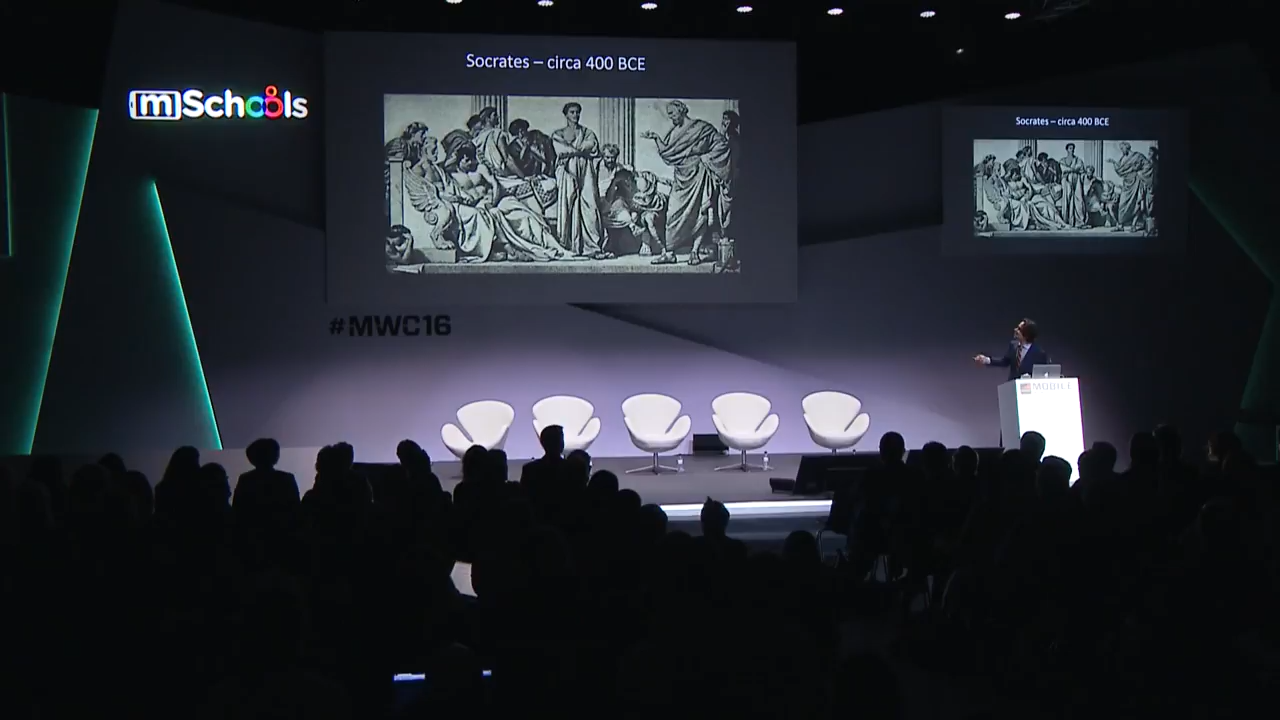 Socrates – circa 400 BCE
mSchools
Socrates – circa 400 BCE
#MWC16
MOBILE